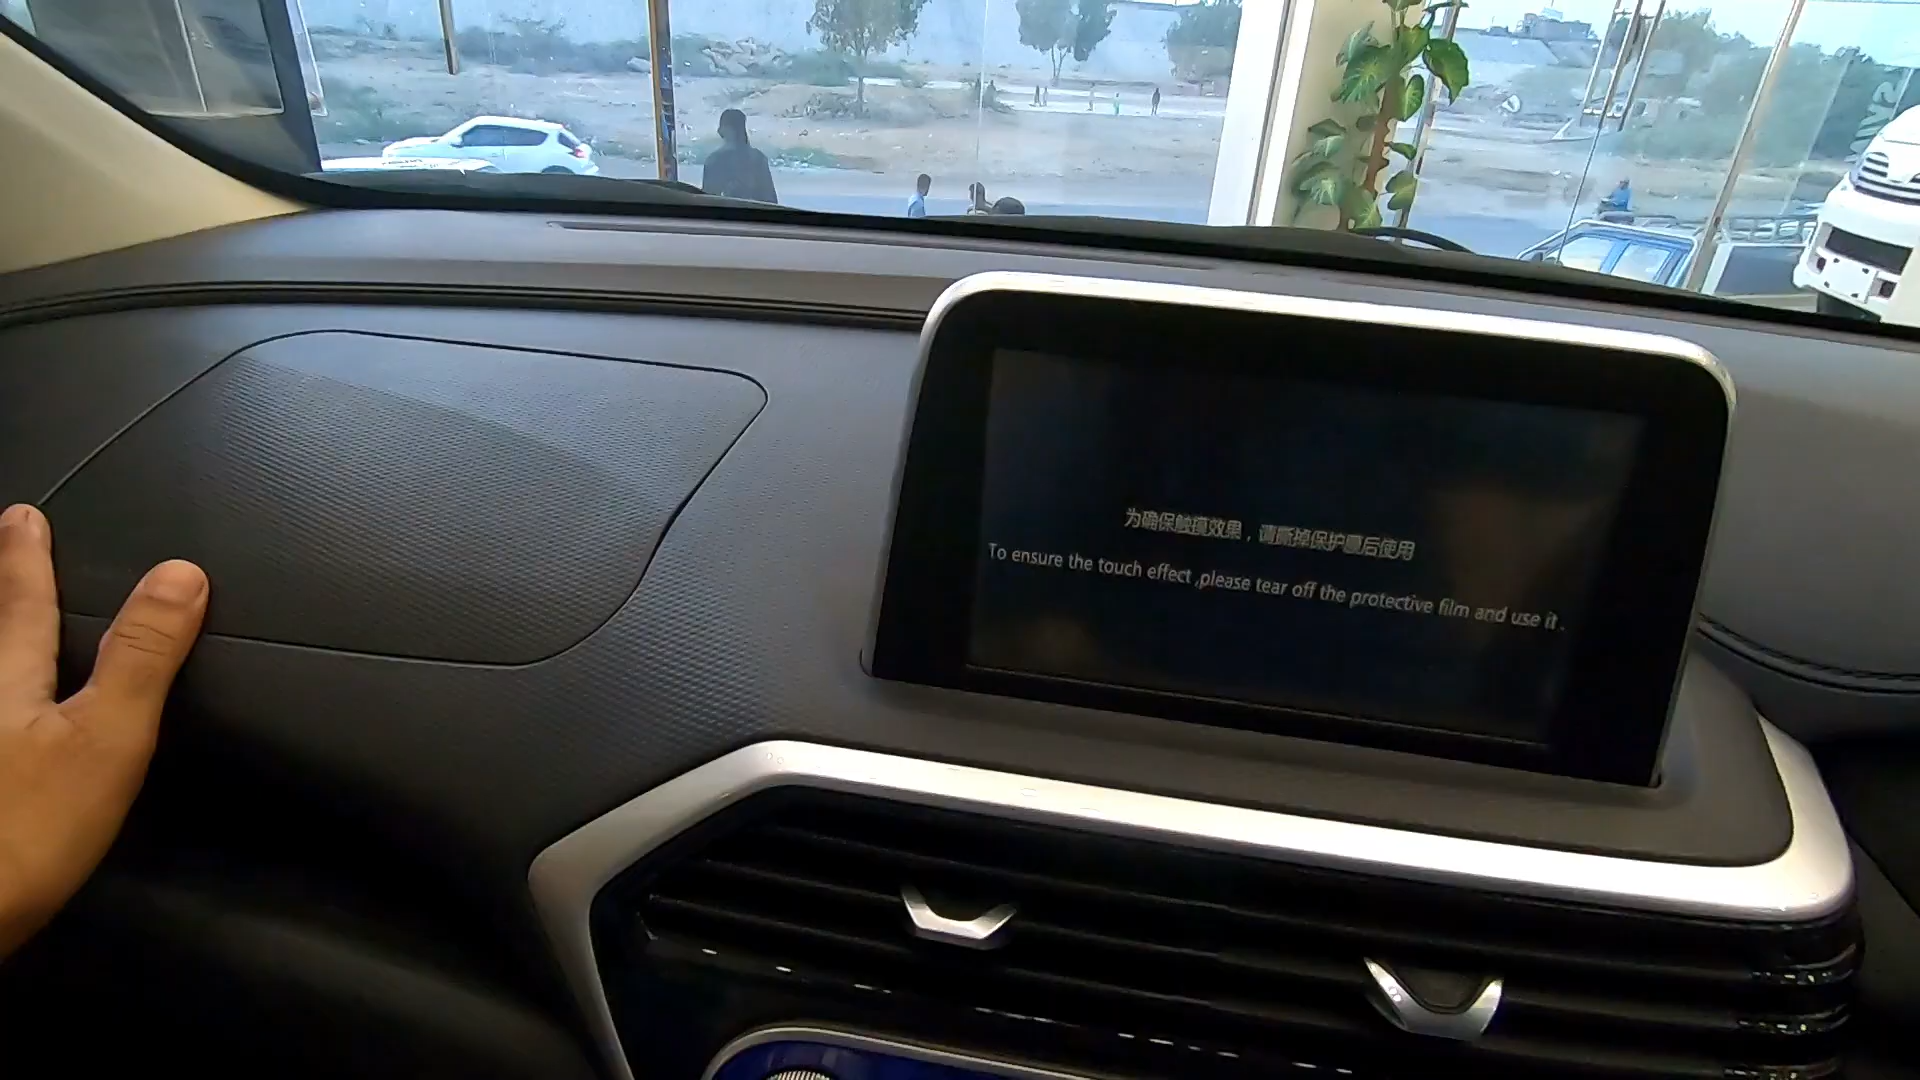 为确保触摸效果，请撕掉保护膜后使用
To ensure the touch effect ,please tear off the protective film and use it .